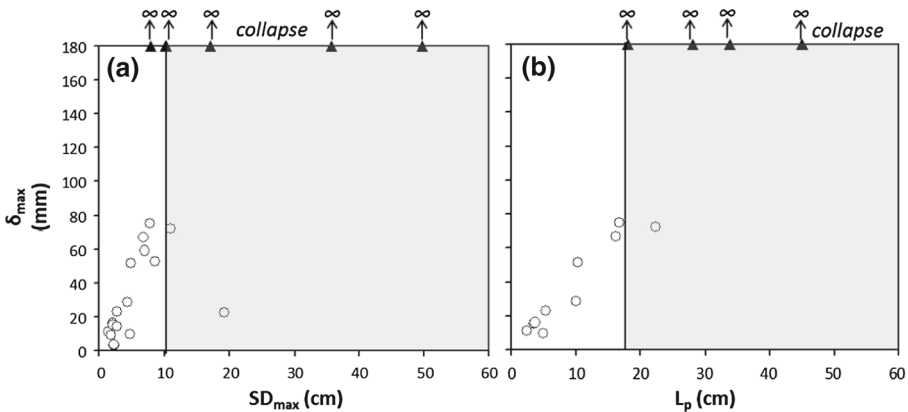 ∞ ∞ ∞ collapse ∞ ∞
∞ ∞ ∞ ∞ collapse
(a)
(b)
180
160
140
120
100
80
60
40
20
0
δmax (mm)
0 10 20 30 40 50 60
0 10 20 30 40 50 60
SDmax (cm)
Lp (cm)